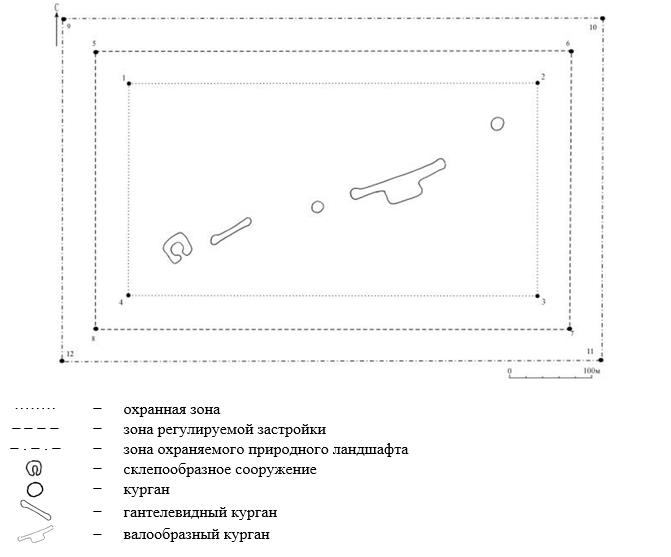 С
9
10
5
6
1
2
4
3
8
7
12
11
0
100м
– охранная зона
– зона регулируемой застройки
– зона охраняемого природного ландшафта
– склепообразное сооружение
– курган
– гантелевидный курган
– валообразный курган